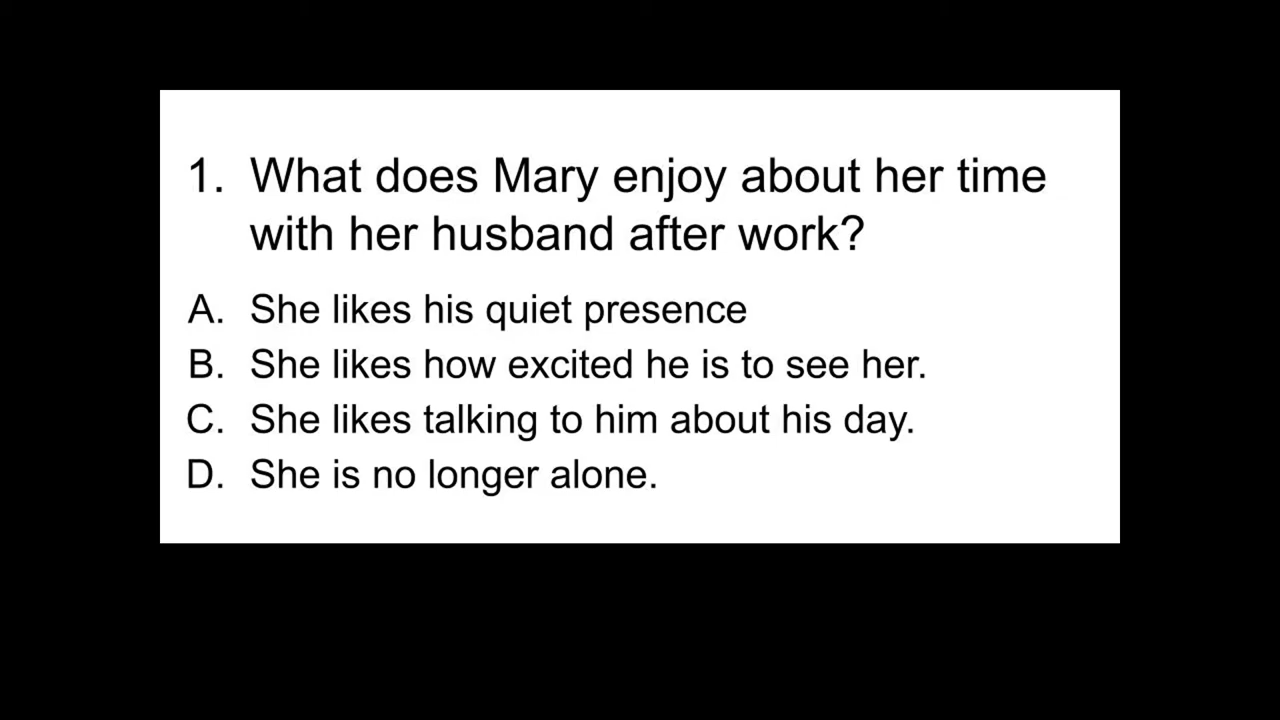 1. What does Mary enjoy about her time
with her husband after work?
A. She likes his quiet presence
B. She likes how excited he is to see her.
C. She likes talking to him about his day.
D. She is no longer alone.